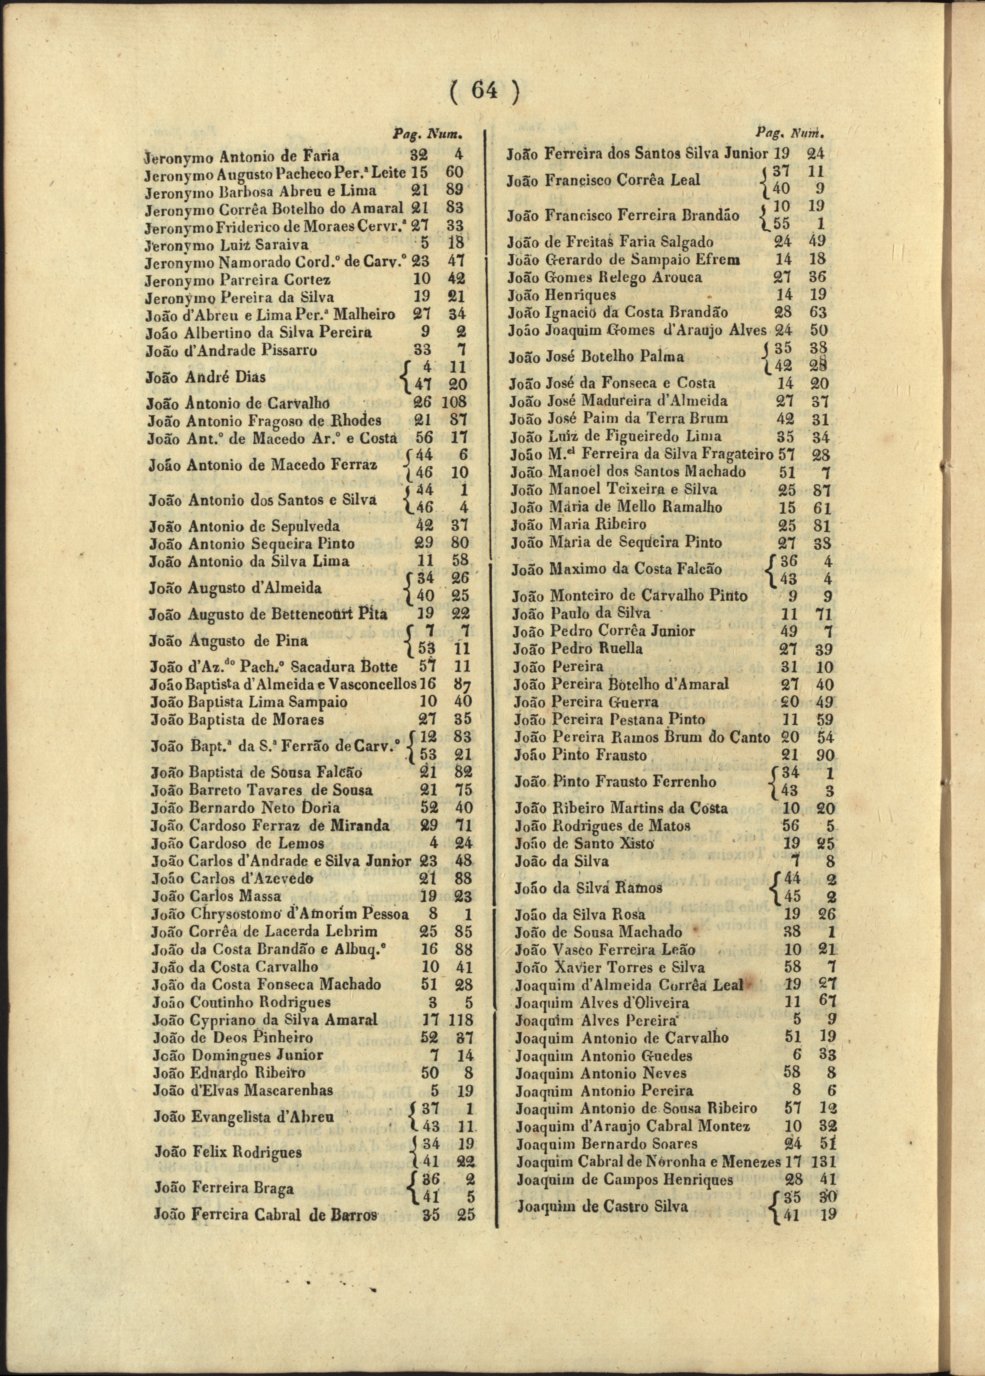 ( 64 )
Pag. Num.
Jeronymo Antonio de Faria 32 4
Jeronymo Augusto Pacheco Per.ª Leite 15 60
Jeronymo Barbosa Abreu e Lima 21 89
Jeronymo Corrêa Botelho do Amaral 21 83
Jeronymo Friderico de Moraes Cervr.ª 27 33
Jeronymo Luiz Saraiva 5 18
Jeronymo Namorado Cord.º de Carv.º 23 47
Jeronymo Parreira Cortez 10 42
Jeronymo Pereira da Silva 19 21
João d'Abreu e Lima Per.ª Malheiro 27 34
João Albertino da Silva Pereira 9 2
João d'Andrade Pissarro 33 7
João André Dias { 4 11
47 20
João Antonio de Carvalho 26 108
João Antonio Fragoso de Rhodes 21 87
João Ant.º de Macedo Ar.º e Costa 56 17
João Antonio de Macedo Ferraz { 44 6
46 10
João Antonio dos Santos e Silva { 44 1
46 4
João Antonio de Sepulveda 42 37
João Antonio Sequeira Pinto 29 80
João Antonio da Silva Lima 11 58
João Augusto d'Almeida { 34 26
40 25
João Augusto de Bettencourt Pita 19 22
João Augusto de Pina { 7 7
53 11
João d'Az.do Pach.º Sacadura Botte 57 11
João Baptista d'Almeida e Vasconcellos 16 87
João Baptista Lima Sampaio 10 40
João Baptista de Moraes 27 35
João Bapt.ª da S.ª Ferrão de Carv.º { 12 83
53 21
João Baptista de Sousa Falcão 21 82
João Barreto Tavares de Sousa 21 75
João Bernardo Neto Doria 52 40
João Cardoso Ferraz de Miranda 29 71
João Cardoso de Lemos 4 24
João Carlos d'Andrade e Silva Junior 23 48
João Carlos d'Azevedo 21 88
João Carlos Massa 19 23
João Chrysostomo d'Amorim Pessoa 8 1
João Corrêa de Lacerda Lebrim 25 85
João da Costa Brandão e Albuq.e 16 88
João da Costa Carvalho 10 41
João da Costa Fonseca Machado 51 28
João Coutinho Rodrigues 3 5
João Cypriano da Silva Amaral 17 118
João de Deos Pinheiro 52 37
João Domingues Junior 7 14
João Eduardo Ribeiro 50 8
João d'Elvas Mascarenhas 5 19
João Evangelista d'Abreu { 37 1
43 11
João Felix Rodrigues { 34 19
41 22
João Ferreira Braga { 36 2
41 5
João Ferreira Cabral de Barros 35 25
Pag. Num.
João Ferreira dos Santos Silva Junior 19 24
João Francisco Corrêa Leal { 37 11
40 9
João Francisco Ferreira Brandão { 10 19
55 1
João de Freitas Faria Salgado 24 49
João Gerardo de Sampaio Efrem 14 18
João Gomes Relego Arouca 27 36
João Henriques 14 19
João Ignacio da Costa Brandão 28 63
João Joaquim Gomes d'Araujo Alves 24 50
João José Botelho Palma { 35 38
42 28
João José da Fonseca e Costa 14 20
João José Madureira d'Almeida 27 37
João José Paim da Terra Brum 42 31
João Luiz de Figueiredo Lima 35 34
João M.el Ferreira da Silva Fragateiro 57 28
João Manoel dos Santos Machado 51 7
João Manoel Teixeira e Silva 25 87
João Maria de Mello Ramalho 15 61
João Maria Ribeiro 25 81
João Maria de Sequeira Pinto 27 38
João Maximo da Costa Falcão { 36 4
43 4
João Monteiro de Carvalho Pinto 9 9
João Paulo da Silva 11 71
João Pedro Corrêa Junior 49 7
João Pedro Ruella 27 39
João Pereira 31 10
João Pereira Botelho d'Amaral 27 40
João Pereira Guerra 20 49
João Pereira Pestana Pinto 11 59
João Pereira Ramos Brum do Canto 20 54
João Pinto Frausto 21 90
João Pinto Frausto Ferrenho { 34 1
43 3
João Ribeiro Martins da Costa 10 20
João Rodrigues de Matos 56 5
João de Santo Xisto 19 25
João da Silva 7 8
João da Silva Ramos { 44 2
45 2
João da Silva Rosa 19 26
João de Sousa Machado 38 1
João Vasco Ferreira Leão 10 21
João Xavier Torres e Silva 58 7
Joaquim d'Almeida Corrêa Leal 19 27
Joaquim Alves d'Oliveira 11 67
Joaquim Alves Pereira 5 9
Joaquim Antonio de Carvalho 51 19
Joaquim Antonio Guedes 6 33
Joaquim Antonio Neves 58 8
Joaquim Antonio Pereira 8 6
Joaquim Antonio de Sousa Ribeiro 57 12
Joaquim d'Araujo Cabral Montez 10 32
Joaquim Bernardo Soares 24 51
Joaquim Cabral de Noronha e Menezes 17 131
Joaquim de Campos Henriques 28 41
Joaquim de Castro Silva { 35 30
41 19